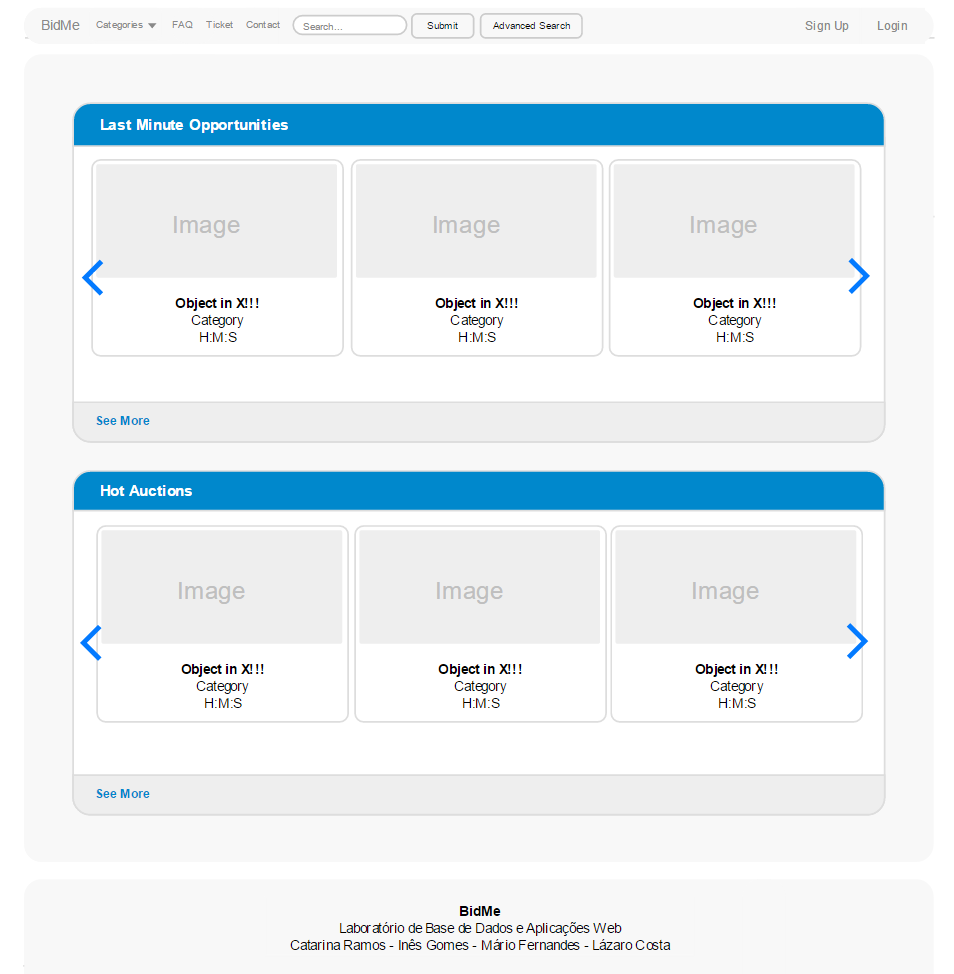 BidMe Categories FAQ Ticket Contact Search... Submit Advanced Search Sign Up Login
Last Minute Opportunities
Image Image Image
Object in X!!! Object in X!!! Object in X!!!
Category Category Category
H:M:S H:M:S H:M:S
See More
Hot Auctions
Image Image Image
Object in X!!! Object in X!!! Object in X!!!
Category Category Category
H:M:S H:M:S H:M:S
See More
BidMe
Laboratório de Base de Dados e Aplicações Web
Catarina Ramos - Inês Gomes - Mário Fernandes - Lázaro Costa